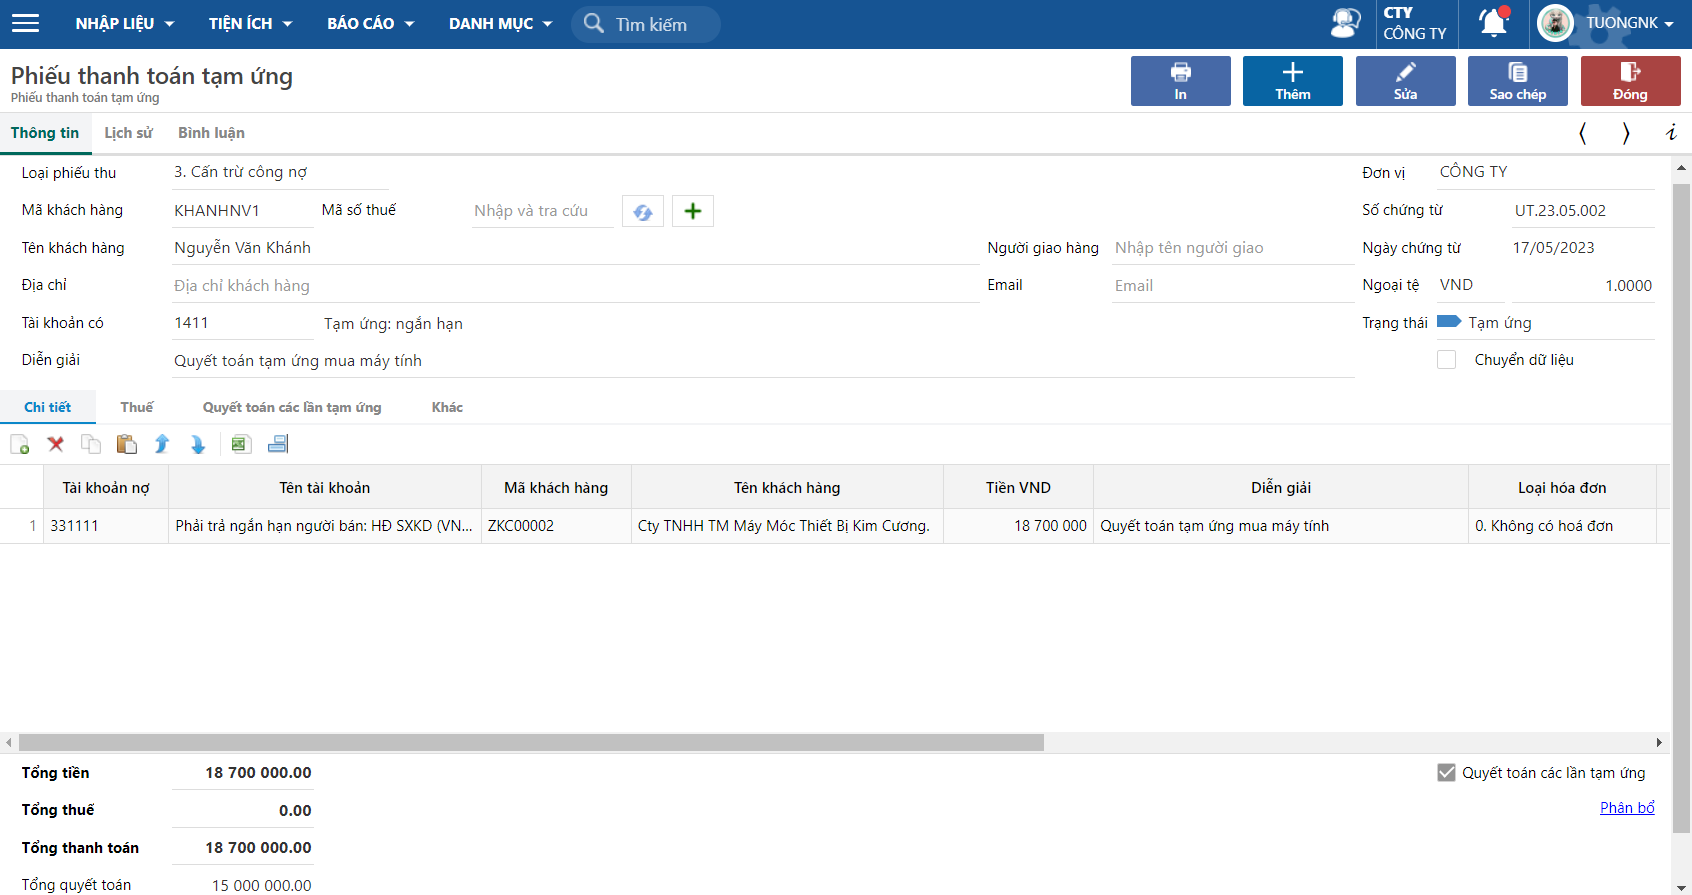 NHẬP LIỆU TIỆN ÍCH BÁO CÁO DANH MỤC Tìm kiếm CTY CÔNG TY TUONGNK
Phiếu thanh toán tạm ứng
Phiếu thanh toán tạm ứng
In Thêm Sửa Sao chép Đóng
Thông tin Lịch sử Bình luận
Loại phiếu thu 3. Cấn trừ công nợ Đơn vị CÔNG TY
Mã khách hàng KHANHNV1 Mã số thuế Nhập và tra cứu Số chứng từ UT.23.05.002
Tên khách hàng Nguyễn Văn Khánh Người giao hàng Nhập tên người giao Ngày chứng từ 17/05/2023
Địa chỉ Địa chỉ khách hàng Email Email Ngoại tệ VND 1.0000
Tài khoản có 1411 Tạm ứng: ngắn hạn Trạng thái Tạm ứng
Diễn giải Quyết toán tạm ứng mua máy tính Chuyển dữ liệu
Chi tiết Thuế Quyết toán các lần tạm ứng Khác
Tài khoản nợ Tên tài khoản Mã khách hàng Tên khách hàng Tiền VND Diễn giải Loại hóa đơn
1 331111 Phải trả ngắn hạn người bán: HĐ SXKD (VN... ZKC00002 Cty TNHH TM Máy Móc Thiết Bị Kim Cương. 18 700 000 Quyết toán tạm ứng mua máy tính 0. Không có hoá đơn
Tổng tiền 18 700 000.00 Quyết toán các lần tạm ứng
Tổng thuế 0.00 Phân bổ
Tổng thanh toán 18 700 000.00
Tổng quyết toán 15 000 000.00